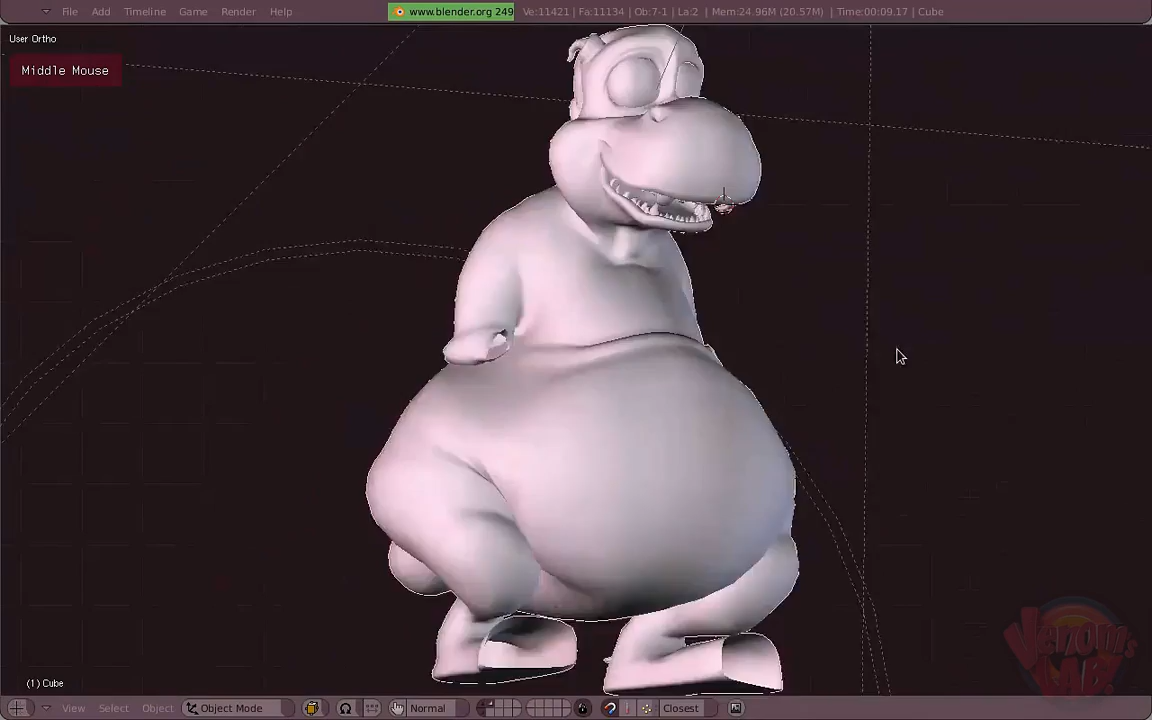 File Add Timeline Game Render Help www.blender.org 249 Ve:11421 | Fa:11134 | Ob:7-1 | La:2 | Mem:24.96M (20.57M) | Time:00:09.17 | Cube
User Ortho
Middle Mouse
Venom's
LAB.
(1) Cube
View Select Object Object Mode Normal Closest